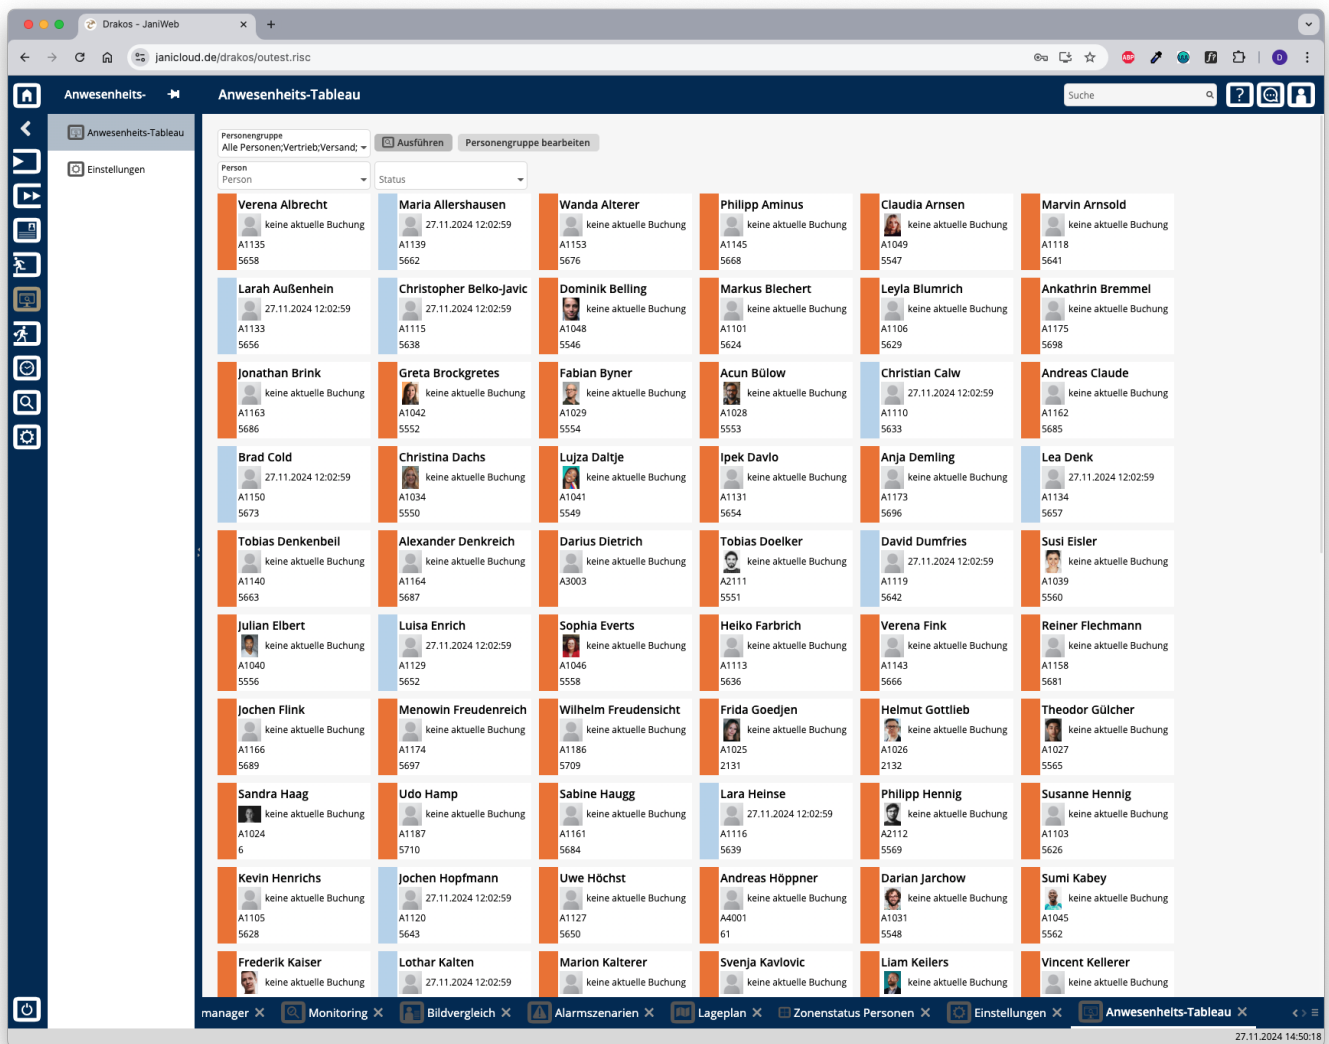 Drakos - JaniWeb
janicloud.de/drakos/outest.risc
ABP
D
Anwesenheits-
Anwesenheits-Tableau
Suche
Anwesenheits-Tableau
Einstellungen
Personengruppe
Alle Personen;Vertrieb;Versand;
Ausführen
Personengruppe bearbeiten
Person
Person
Status
Verena Albrecht
keine aktuelle Buchung
A1135
5658
Maria Allershausen
27.11.2024 12:02:59
A1139
5662
Wanda Alterer
keine aktuelle Buchung
A1153
5676
Philipp Aminus
keine aktuelle Buchung
A1145
5668
Claudia Arnsen
keine aktuelle Buchung
A1049
5547
Marvin Arnsold
keine aktuelle Buchung
A1118
5641
Larah Außenhein
27.11.2024 12:02:59
A1133
5656
Christopher Belko-Javic
27.11.2024 12:02:59
A1115
5638
Dominik Belling
keine aktuelle Buchung
A1048
5546
Markus Blechert
keine aktuelle Buchung
A1101
5624
Leyla Blumrich
keine aktuelle Buchung
A1106
5629
Ankathrin Bremmel
keine aktuelle Buchung
A1175
5698
Jonathan Brink
keine aktuelle Buchung
A1163
5686
Greta Brockgretes
keine aktuelle Buchung
A1042
5552
Fabian Byner
keine aktuelle Buchung
A1029
5554
Acun Bülow
keine aktuelle Buchung
A1028
5553
Christian Calw
27.11.2024 12:02:59
A1110
5633
Andreas Claude
keine aktuelle Buchung
A1162
5685
Brad Cold
27.11.2024 12:02:59
A1150
5673
Christina Dachs
keine aktuelle Buchung
A1034
5550
Lujza Daltje
keine aktuelle Buchung
A1041
5549
Ipek Davlo
keine aktuelle Buchung
A1131
5654
Anja Demling
keine aktuelle Buchung
A1173
5696
Lea Denk
27.11.2024 12:02:59
A1134
5657
Tobias Denkenbeil
keine aktuelle Buchung
A1140
5663
Alexander Denkreich
keine aktuelle Buchung
A1164
5687
Darius Dietrich
keine aktuelle Buchung
A3003
Tobias Doelker
keine aktuelle Buchung
A2111
5551
David Dumfries
27.11.2024 12:02:59
A1119
5642
Susi Eisler
keine aktuelle Buchung
A1039
5560
Julian Elbert
keine aktuelle Buchung
A1040
5556
Luisa Enrich
27.11.2024 12:02:59
A1129
5652
Sophia Everts
keine aktuelle Buchung
A1046
5558
Heiko Farbrich
keine aktuelle Buchung
A1113
5636
Verena Fink
keine aktuelle Buchung
A1143
5666
Reiner Flechmann
keine aktuelle Buchung
A1158
5681
Jochen Flink
keine aktuelle Buchung
A1166
5689
Menowin Freudenreich
keine aktuelle Buchung
A1174
5697
Wilhelm Freudensicht
keine aktuelle Buchung
A1186
5709
Frida Goedjen
keine aktuelle Buchung
A1025
2131
Helmut Gottlieb
keine aktuelle Buchung
A1026
2132
Theodor Gülcher
keine aktuelle Buchung
A1027
5565
Sandra Haag
keine aktuelle Buchung
A1024
6
Udo Hamp
keine aktuelle Buchung
A1187
5710
Sabine Haugg
keine aktuelle Buchung
A1161
5684
Lara Heinse
27.11.2024 12:02:59
A1116
5639
Philipp Hennig
keine aktuelle Buchung
A2112
5569
Susanne Hennig
keine aktuelle Buchung
A1103
5626
Kevin Henrichs
keine aktuelle Buchung
A1105
5628
Jochen Hopfmann
27.11.2024 12:02:59
A1120
5643
Uwe Höchst
keine aktuelle Buchung
A1127
5650
Andreas Höppner
keine aktuelle Buchung
A4001
61
Darian Jarchow
keine aktuelle Buchung
A1031
5548
Sumi Kabey
keine aktuelle Buchung
A1045
5562
Frederik Kaiser
keine aktuelle Buchung
Lothar Kalten
27.11.2024 12:02:59
Marion Kalterer
keine aktuelle Buchung
Svenja Kavlovic
keine aktuelle Buchung
Liam Keilers
keine aktuelle Buchung
Vincent Kellerer
keine aktuelle Buchung
manager
Monitoring
Bildvergleich
Alarmszenarien
Lageplan
Zonenstatus Personen
Einstellungen
Anwesenheits-Tableau
27.11.2024 14:50:18